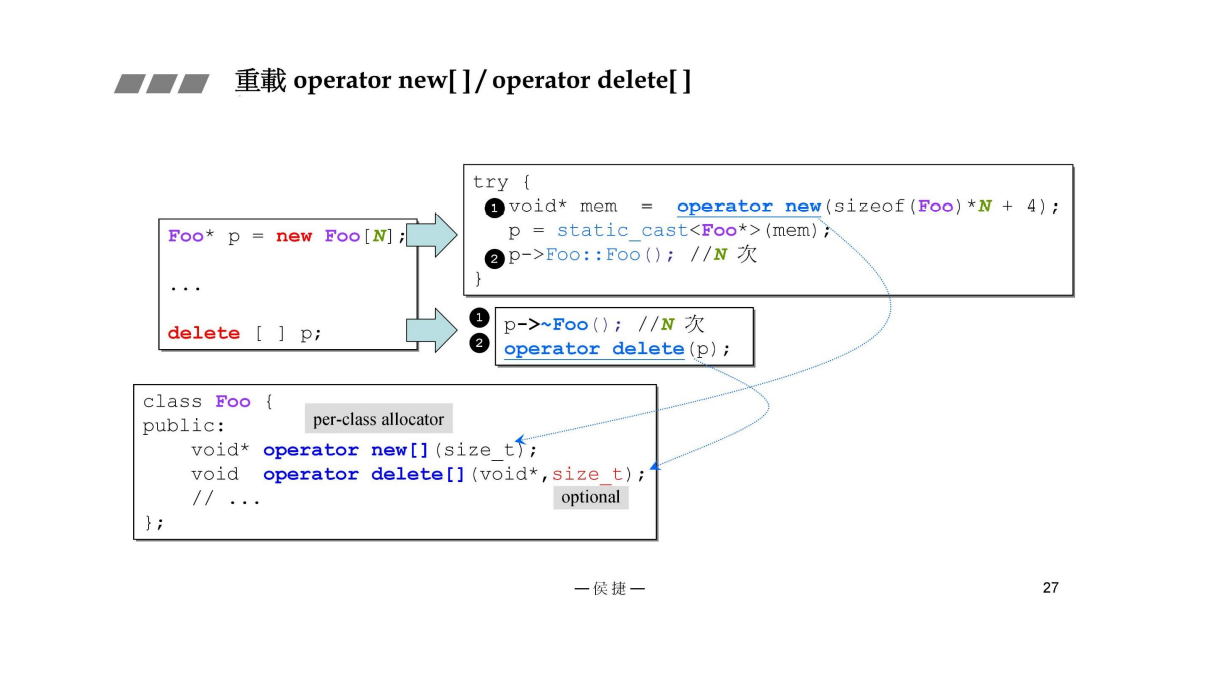 重載 operator new[ ]/ operator delete[ ]
Foo* p = new Foo[N];
...
delete [ ] p;
try {
❶void* mem = operator new(sizeof(Foo)*N + 4);
p = static_cast<Foo*>(mem);
❷p->Foo::Foo(); //N 次
}
❶ p->~Foo(); //N 次
❷ operator delete(p);
class Foo {
public:
per-class allocator
void* operator new[](size_t);
void operator delete[](void*,size_t);
// ...
optional
};
— 侯 捷 —
27